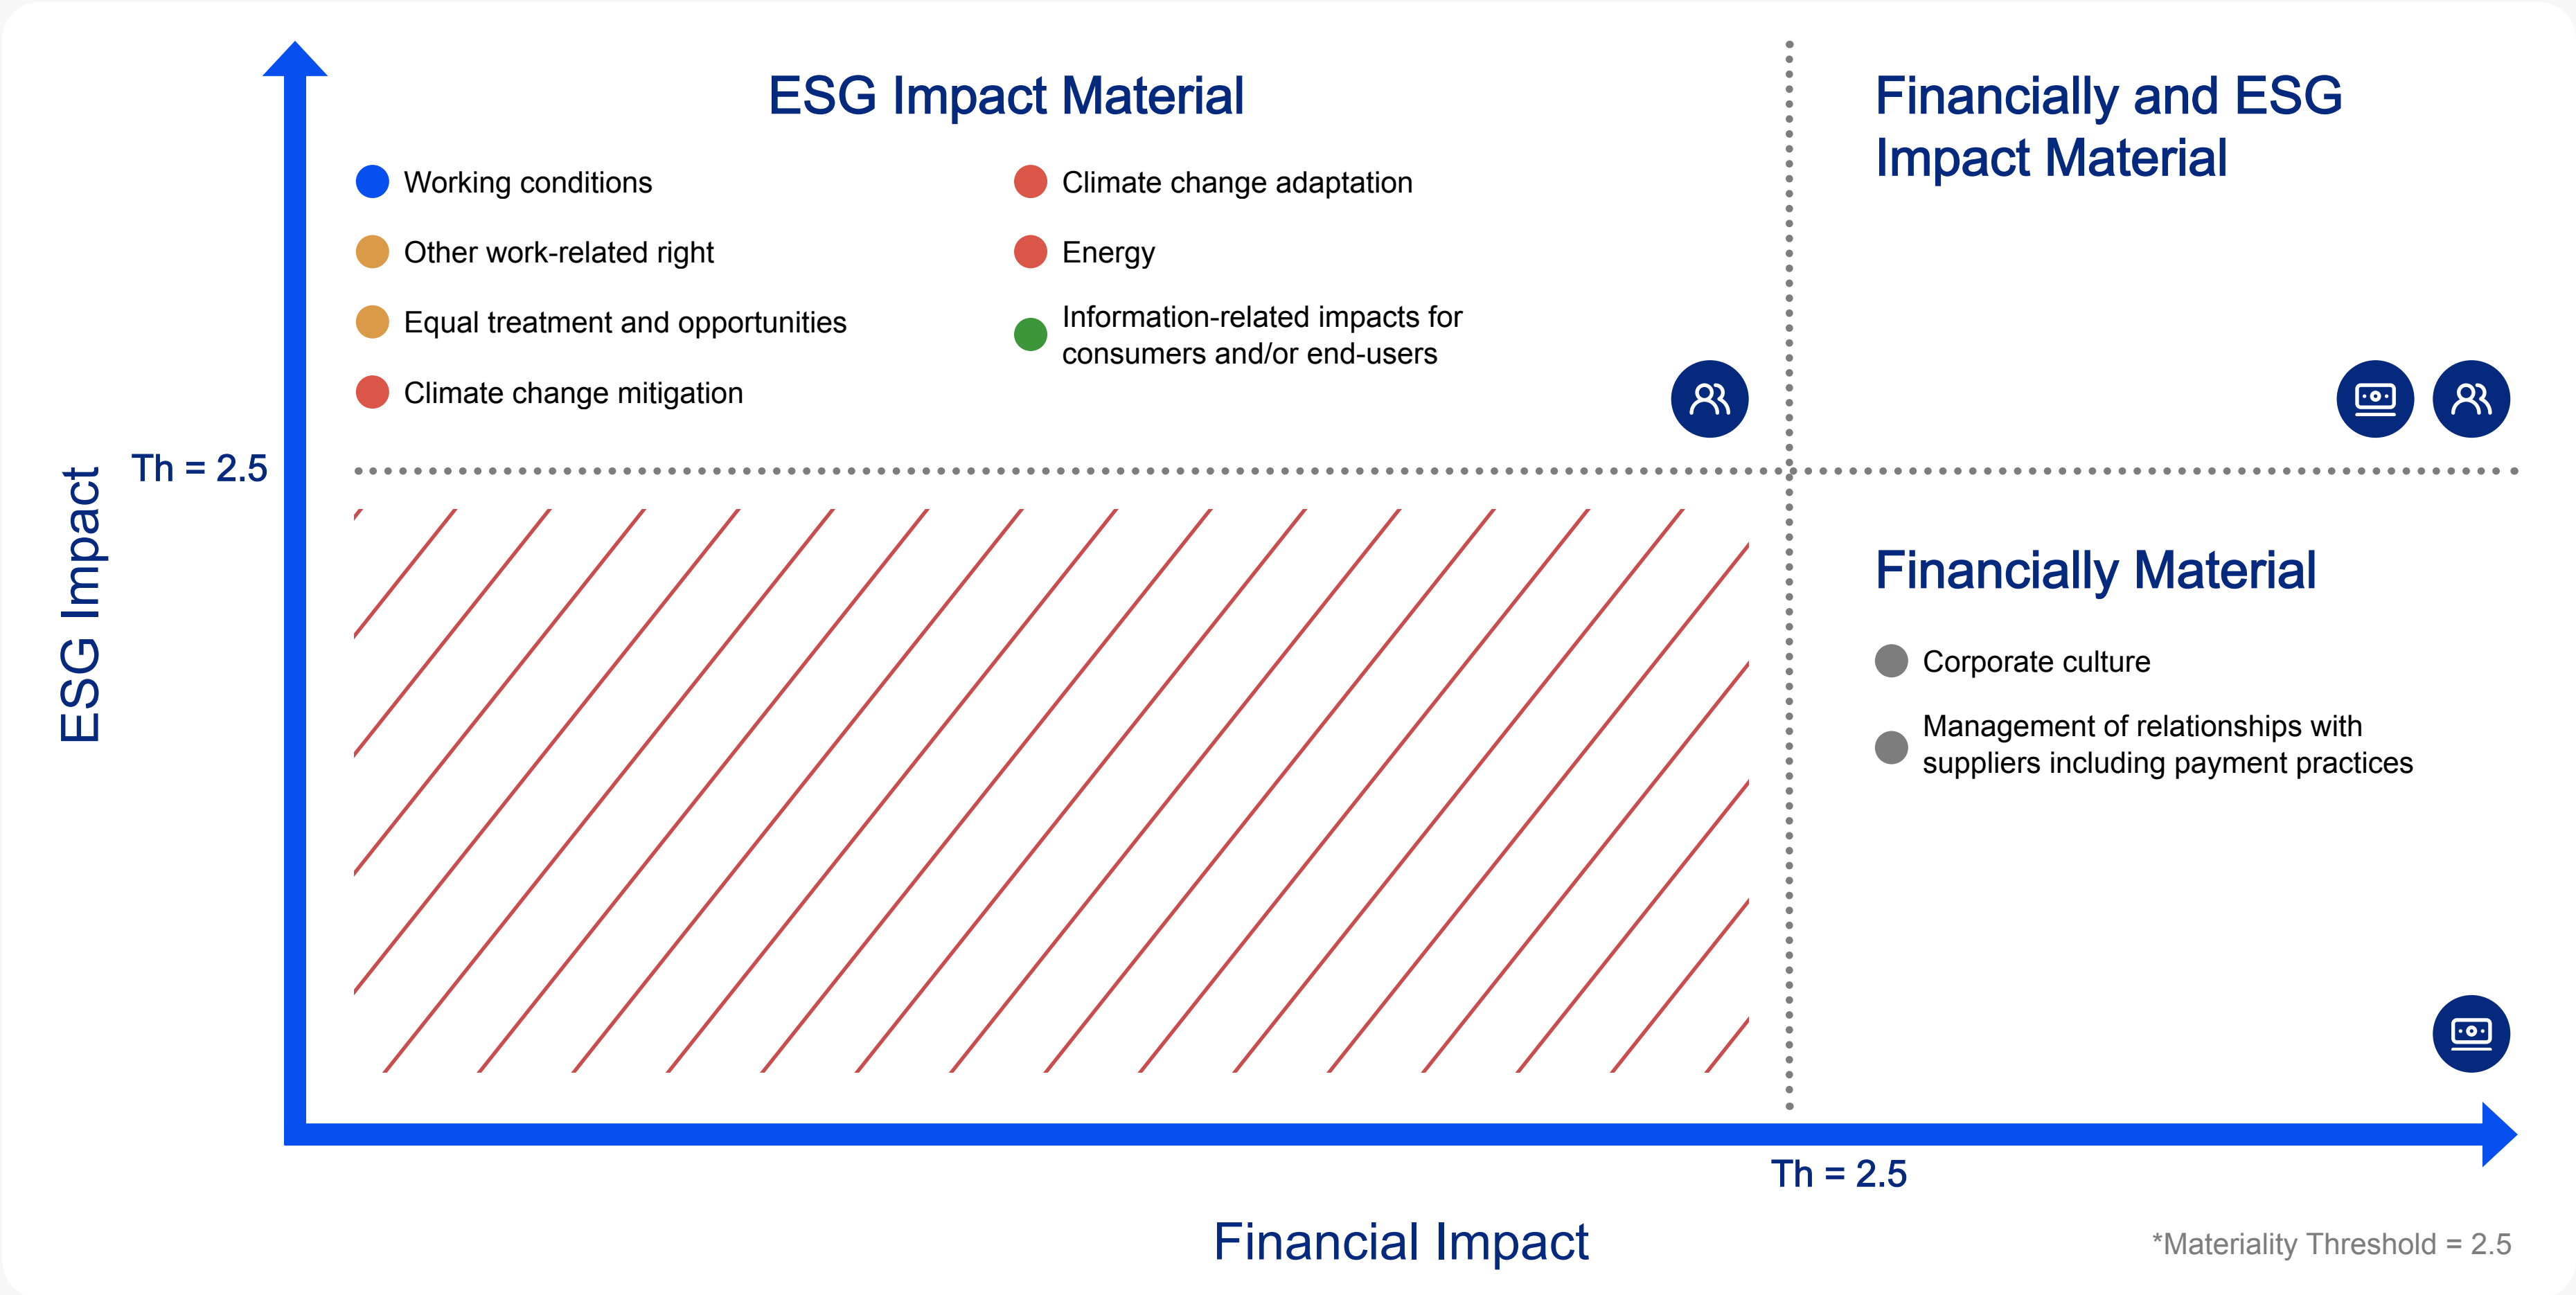 ESG Impact Material
Working conditions
Other work-related right
Equal treatment and opportunities
Climate change mitigation
Climate change adaptation
Energy
Information-related impacts for
consumers and/or end-users
Financially and ESG
Impact Material
ESG Impact
Th = 2.5
Financially Material
Corporate culture
Management of relationships with
suppliers including payment practices
Th = 2.5
Financial Impact
*Materiality Threshold = 2.5